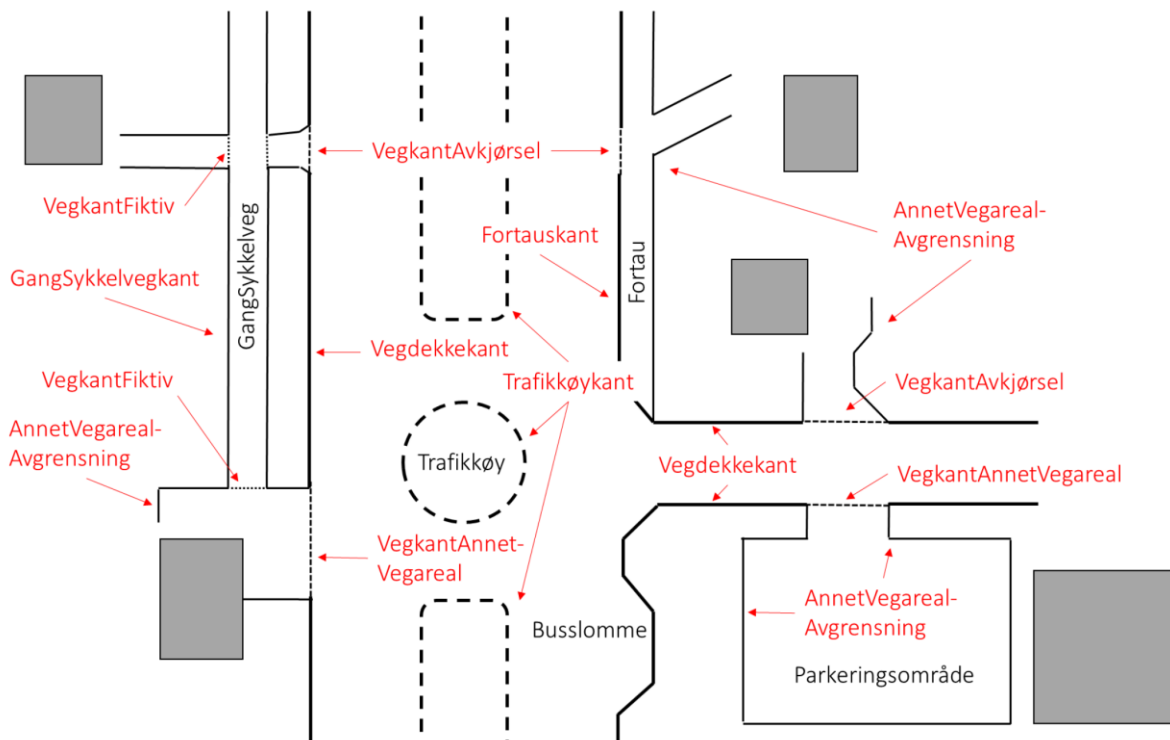 VegkantAvkjørsel
VegkantFiktiv
AnnetVegareal-
Avgrensning
Fortauskant
GangSykkelveg
Fortau
GangSykkelvegkant
Vegdekkekant
VegkantFiktiv
Trafikkøykant
VegkantAvkjørsel
AnnetVegareal-
Avgrensning
Trafikkøy
Vegdekkekant
VegkantAnnetVegareal
VegkantAnnet-
Vegareal
AnnetVegareal-
Avgrensning
Busslomme
Parkeringsområde